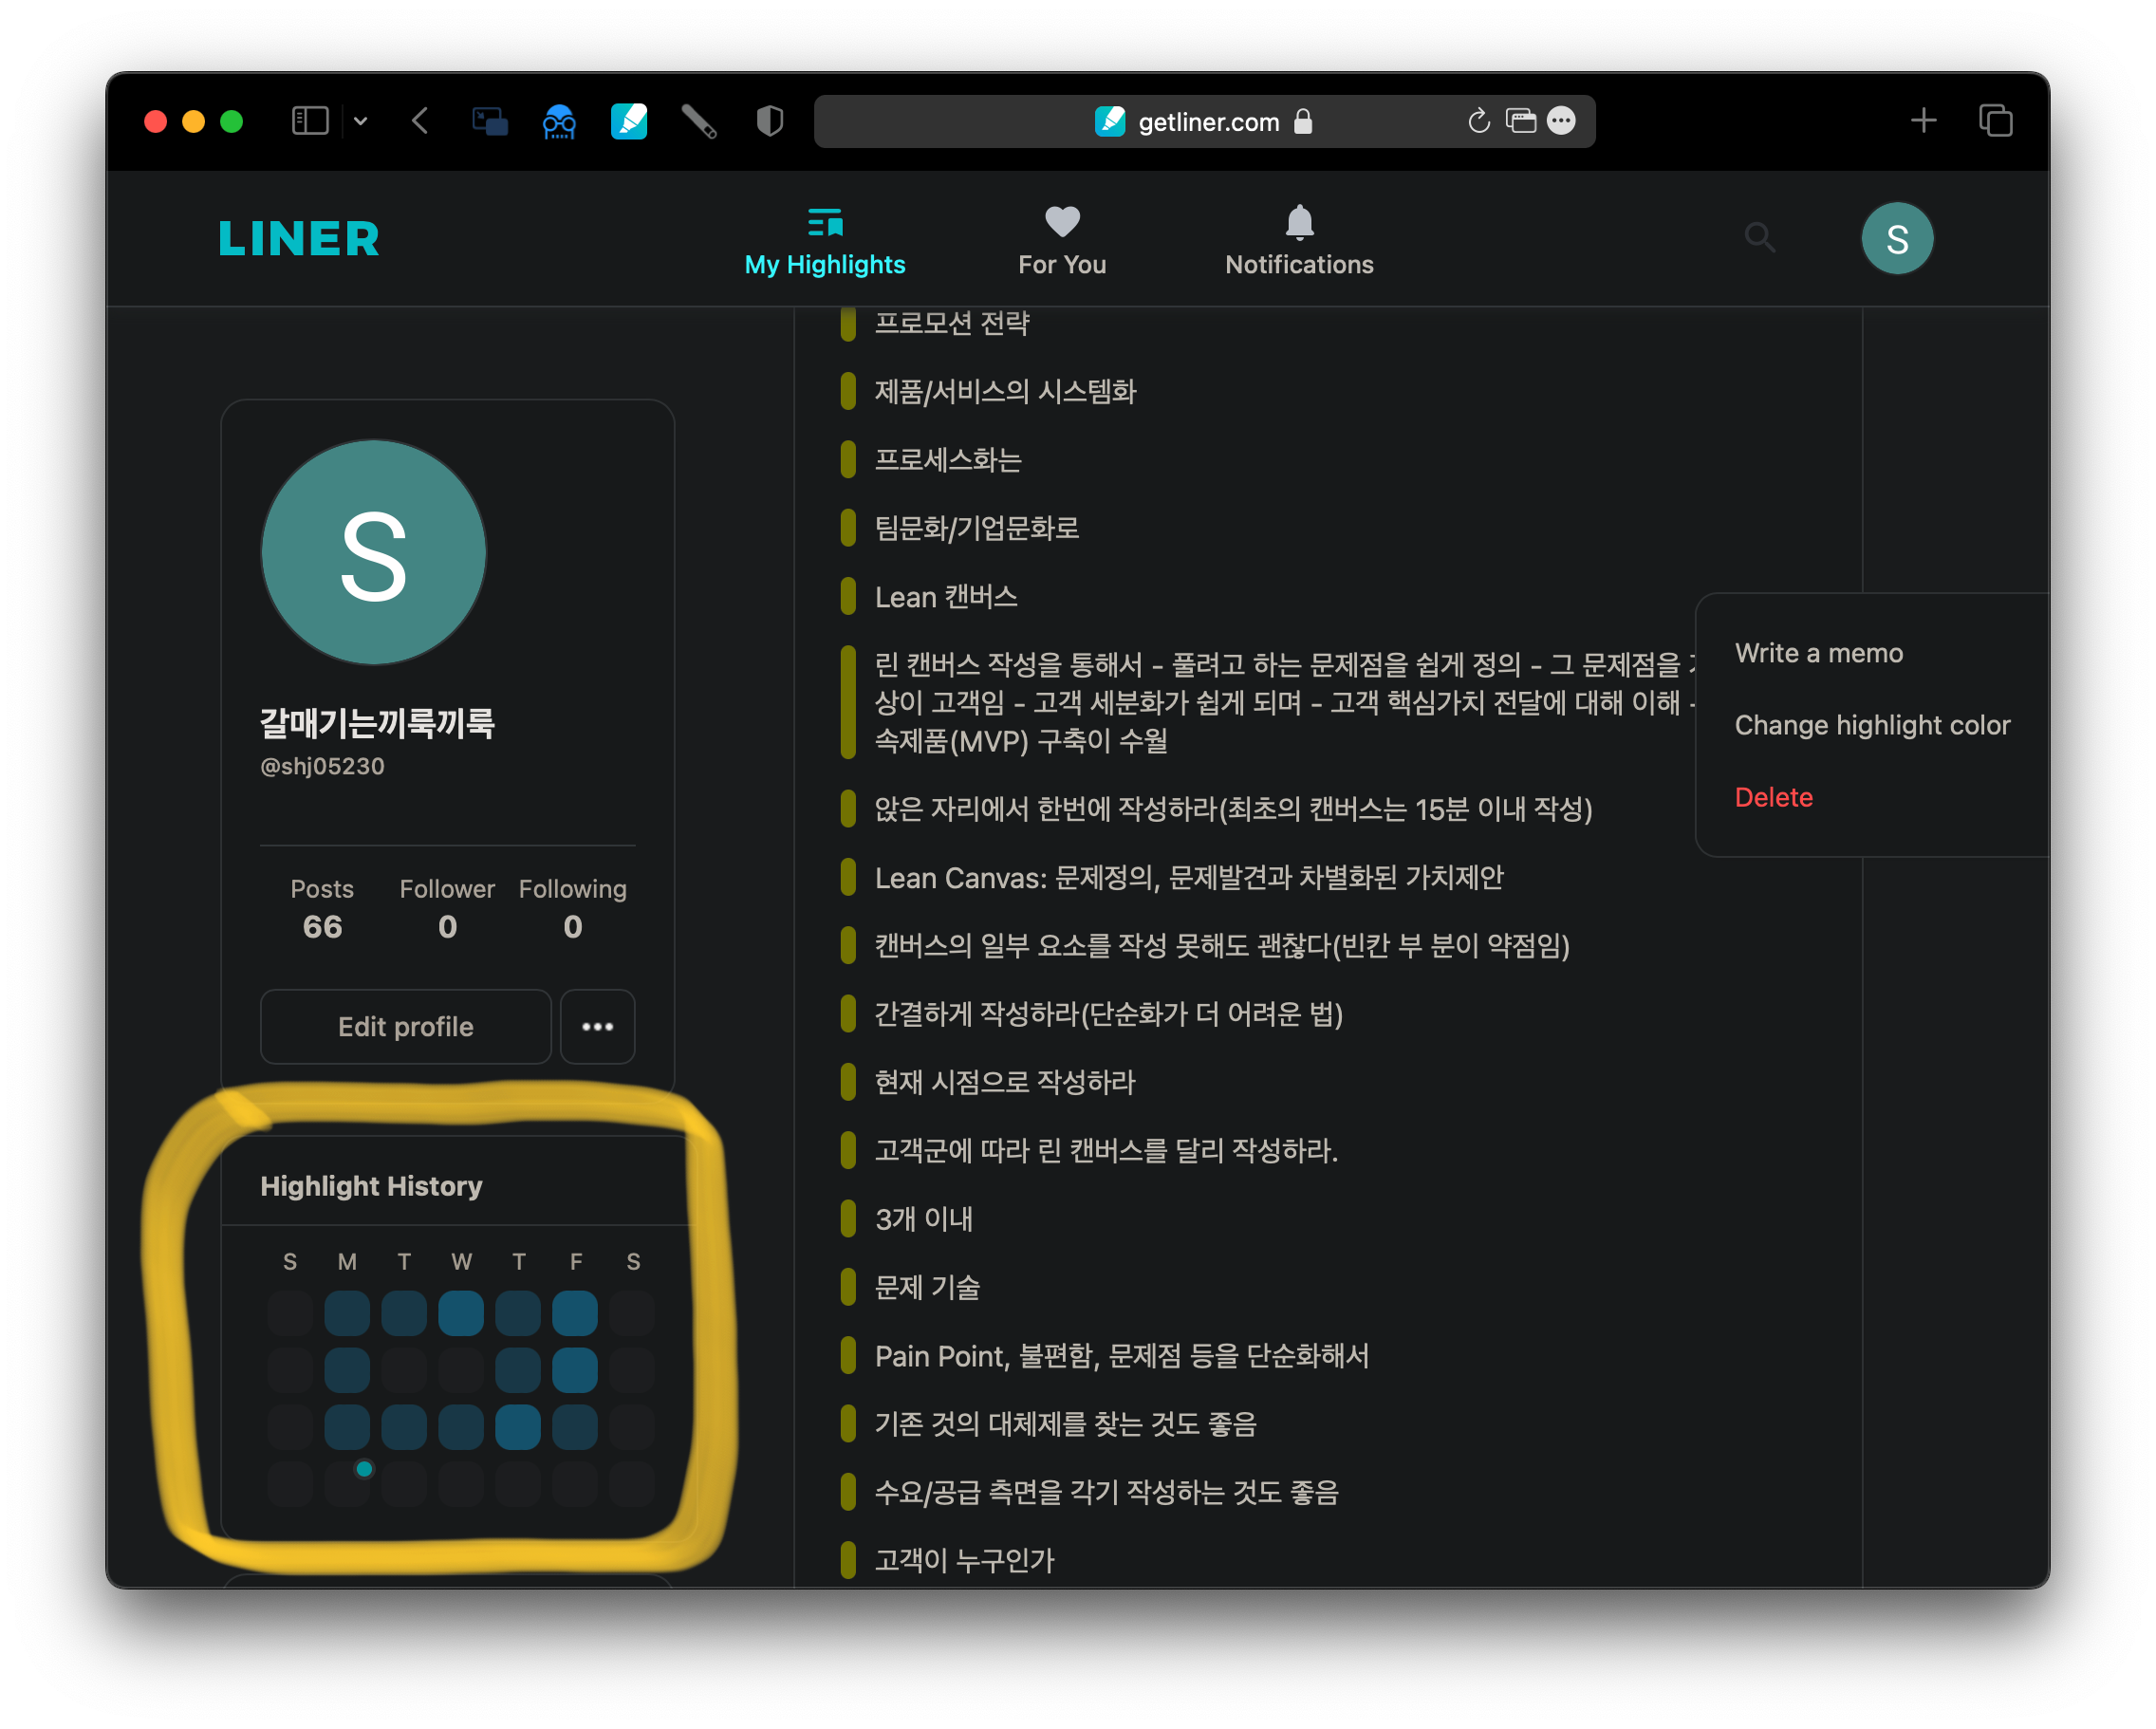 getliner.com
LINER
My Highlights
For You
Notifications
S
S
갈매기는끼룩끼룩
@shj05230
Posts
Follower
Following
66
0
0
Edit profile
Highlight History
S M T W T F S
프로모션 전략
제품/서비스의 시스템화
프로세스화는
팀문화/기업문화로
Lean 캔버스
린 캔버스 작성을 통해서 - 풀려고 하는 문제점을 쉽게 정의 - 그 문제점을
상이 고객임 - 고객 세분화가 쉽게 되며 - 고객 핵심가치 전달에 대해 이해 -
속제품(MVP) 구축이 수월
앉은 자리에서 한번에 작성하라(최초의 캔버스는 15분 이내 작성)
Lean Canvas: 문제정의, 문제발견과 차별화된 가치제안
캔버스의 일부 요소를 작성 못해도 괜찮다(빈칸 부 분이 약점임)
간결하게 작성하라(단순화가 더 어려운 법)
현재 시점으로 작성하라
고객군에 따라 린 캔버스를 달리 작성하라.
3개 이내
문제 기술
Pain Point, 불편함, 문제점 등을 단순화해서
기존 것의 대체제를 찾는 것도 좋음
수요/공급 측면을 각기 작성하는 것도 좋음
고객이 누구인가
Write a memo
Change highlight color
Delete